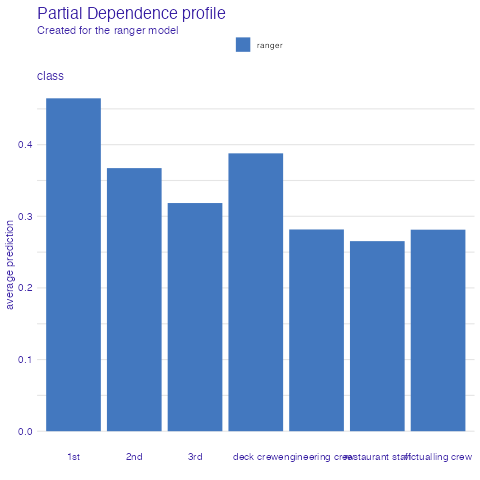 Partial Dependence profile
Created for the ranger model
ranger
class
0.4
0.3
0.2
0.1
0.0
average prediction
1st 2nd 3rd deck crew engineering crew restaurant staff victualling crew